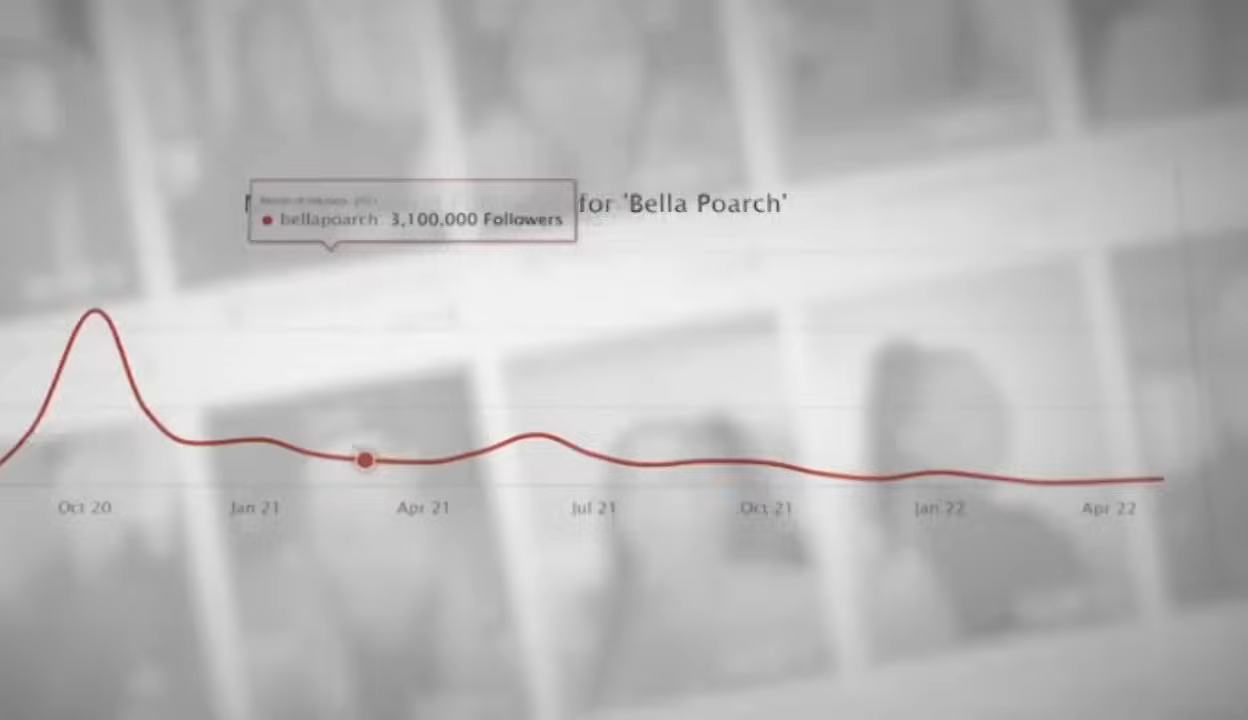 for 'Bella Poarch'
bellapoarch 3,100,000 Followers
Oct 20 Jan 21 Apr 21 Jul 21 Oct 21 Jan 22 Apr 22